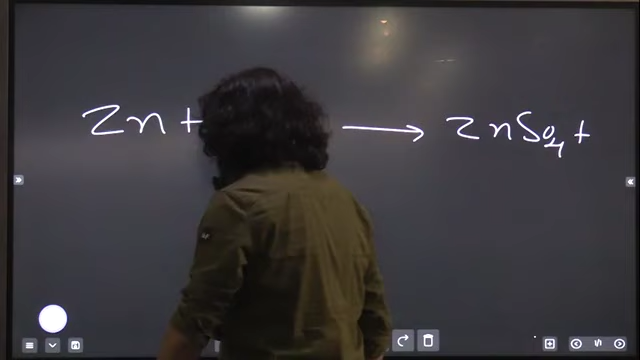 Zn + → ZnSO4 +